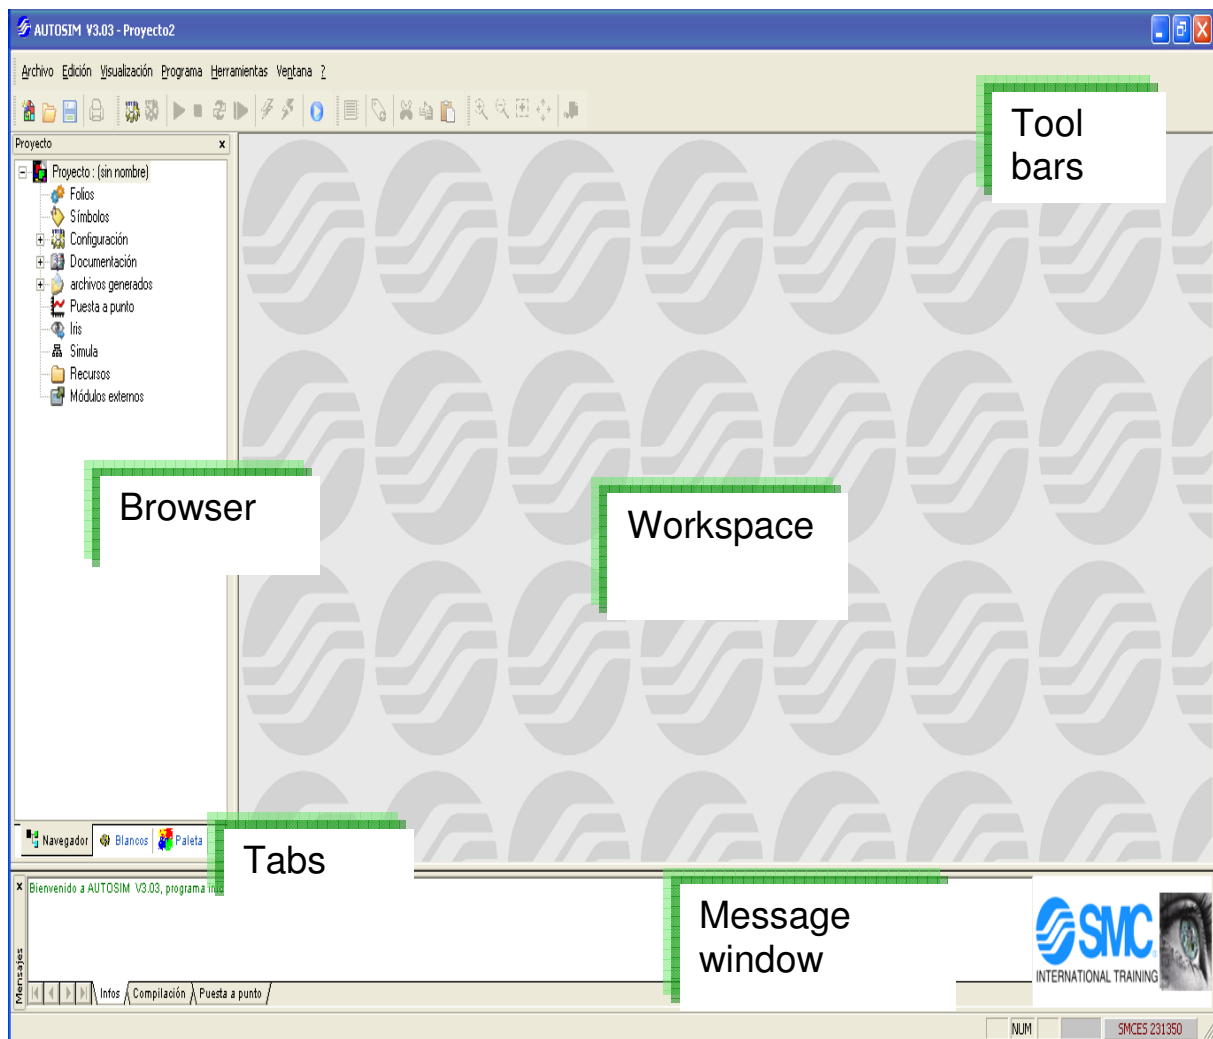 AUTOSIM V3.03 - Proyecto2
Archivo Edición Visualización Programa Herramientas Ventana ?
Tool
bars
Proyecto
Proyecto : (sin nombre)
Folios
Símbolos
Configuración
Documentación
archivos generados
Puesta a punto
Iris
Simula
Recursos
Módulos externos
Browser
Workspace
Navegador Blancos Paleta
Tabs
Bienvenido a AUTOSIM V3.03, programa
Message
window
SMC
INTERNATIONAL TRAINING
Mensajes
Infos Compilación Puesta a punto
NUM SMCES 231350